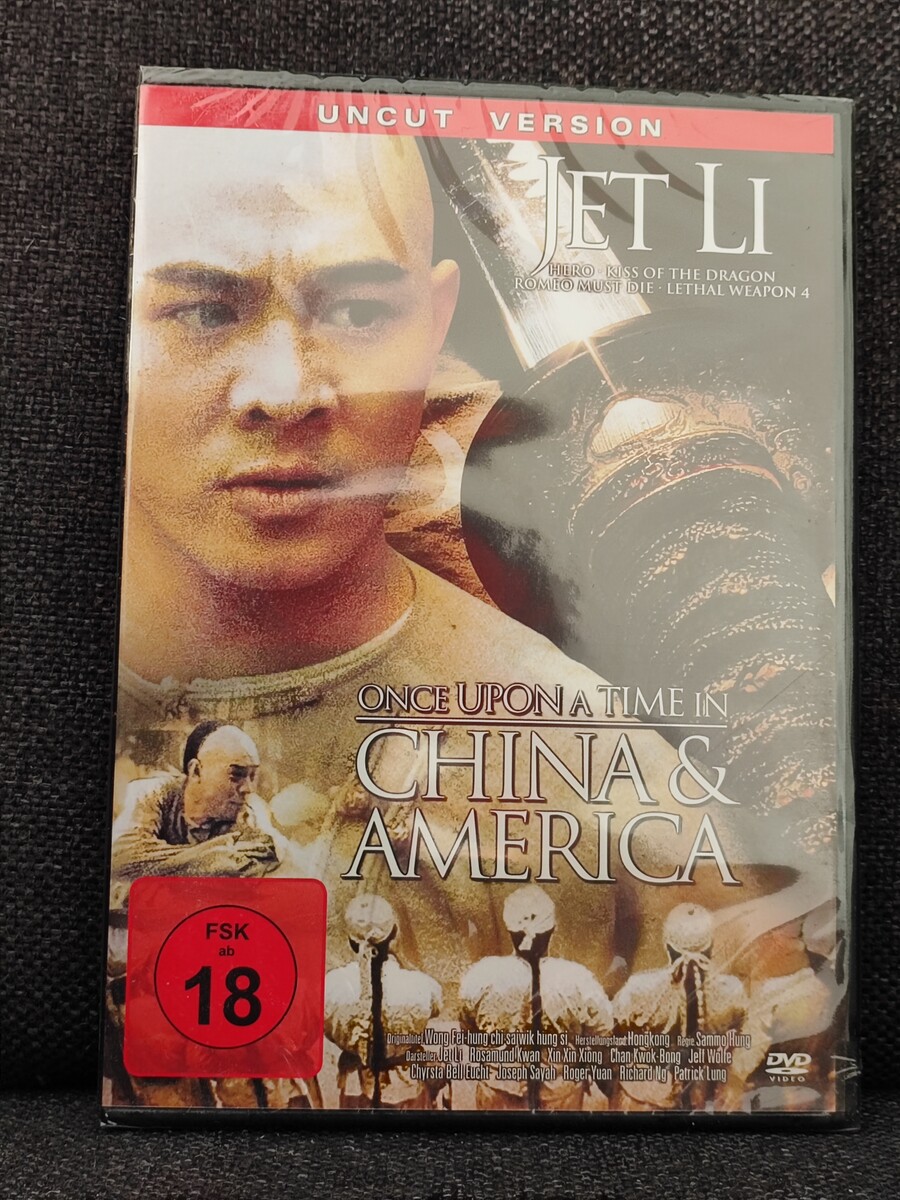 UNCUT VERSION
JET LI
HERO · KISS OF THE DRAGON
ROMEO MUST DIE · LETHAL WEAPON 4
ONCE UPON A TIME IN
CHINA &
AMERICA
FSK
ab
18
Originaltitel Wong Fei-hung chi saiwik hung si Herstellungsland Hongkong Regie Sammo Hung
Darsteller Jet Li Rosamund Kwan Xin Xin Xiong Chan Kwok-Bong Jeff Wolfe
Chyrsta Bell Eucht Joseph Sayah Roger Yuan Richard Ng Patrick Lung
DVD
VIDEO